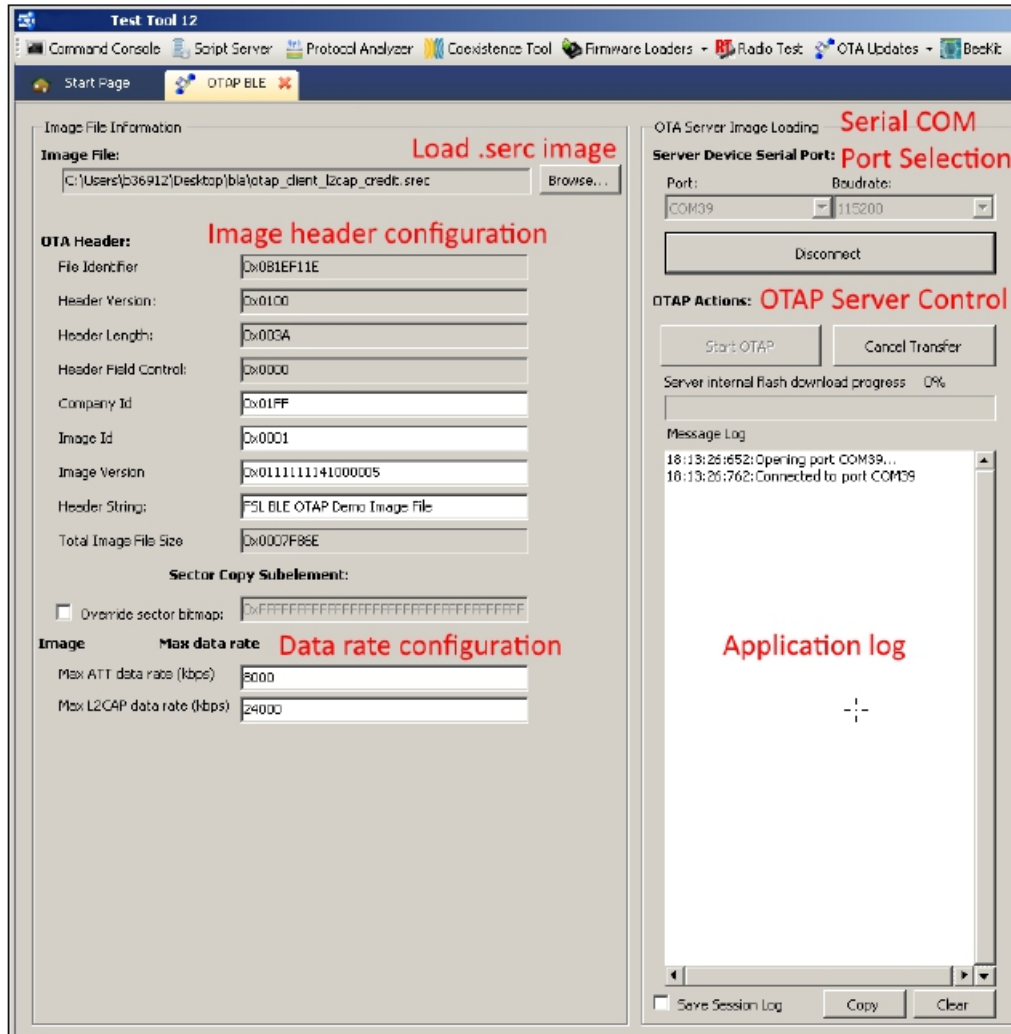 Test Tool 12
Command Console Script Server Protocol Analyzer Coexistence Tool Firmware Loaders Radio Test OTA Updates BeeKit
Start Page OTAP BLE
Image File Information
Image File:
Load .serc image
C:\Users\b36912\Desktop\bla\otap_client_l2cap_credit.srec Browse...
OTA Header:
Image header configuration
File Identifier 0x0B1EF11E
Header Version: 0x0100
Header Length: 0x003A
Header Field Control: 0x0000
Company Id 0x01FF
Image Id 0x0001
Image Version 0x0111111141000005
Header String: FSL BLE OTAP Demo Image File
Total Image File Size 0x0007F86E
Sector Copy Subelement:
Override sector bitmap: 0xFFFFFFFFFFFFFFFFFFFFFFFFFFFFFFFF
Image Max data rate Data rate configuration
Max ATT data rate (kbps) 8000
Max L2CAP data rate (kbps) 24000
OTA Server Image Loading
Serial COM
Server Device Serial Port: Port Selection
Port: Baudrate:
COM39 115200
Disconnect
OTAP Actions: OTAP Server Control
Start OTAP Cancel Transfer
Server internal flash download progress 0%
Message Log
18:13:26:652:Opening port COM39...
18:13:26:762:Connected to port COM39
Application log
Save Session Log Copy Clear